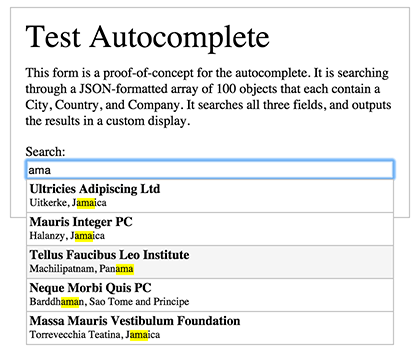 Test Autocomplete
This form is a proof-of-concept for the autocomplete. It is searching
through a JSON-formatted array of 100 objects that each contain a
City, Country, and Company. It searches all three fields, and outputs
the results in a custom display.
Search:
ama
Ultricies Adipiscing Ltd
Uitkerke, Jamaica
Mauris Integer PC
Halanzy, Jamaica
Tellus Faucibus Leo Institute
Machilipatnam, Panama
Neque Morbi Quis PC
Barddhaman, Sao Tome and Principe
Massa Mauris Vestibulum Foundation
Torrevecchia Teatina, Jamaica